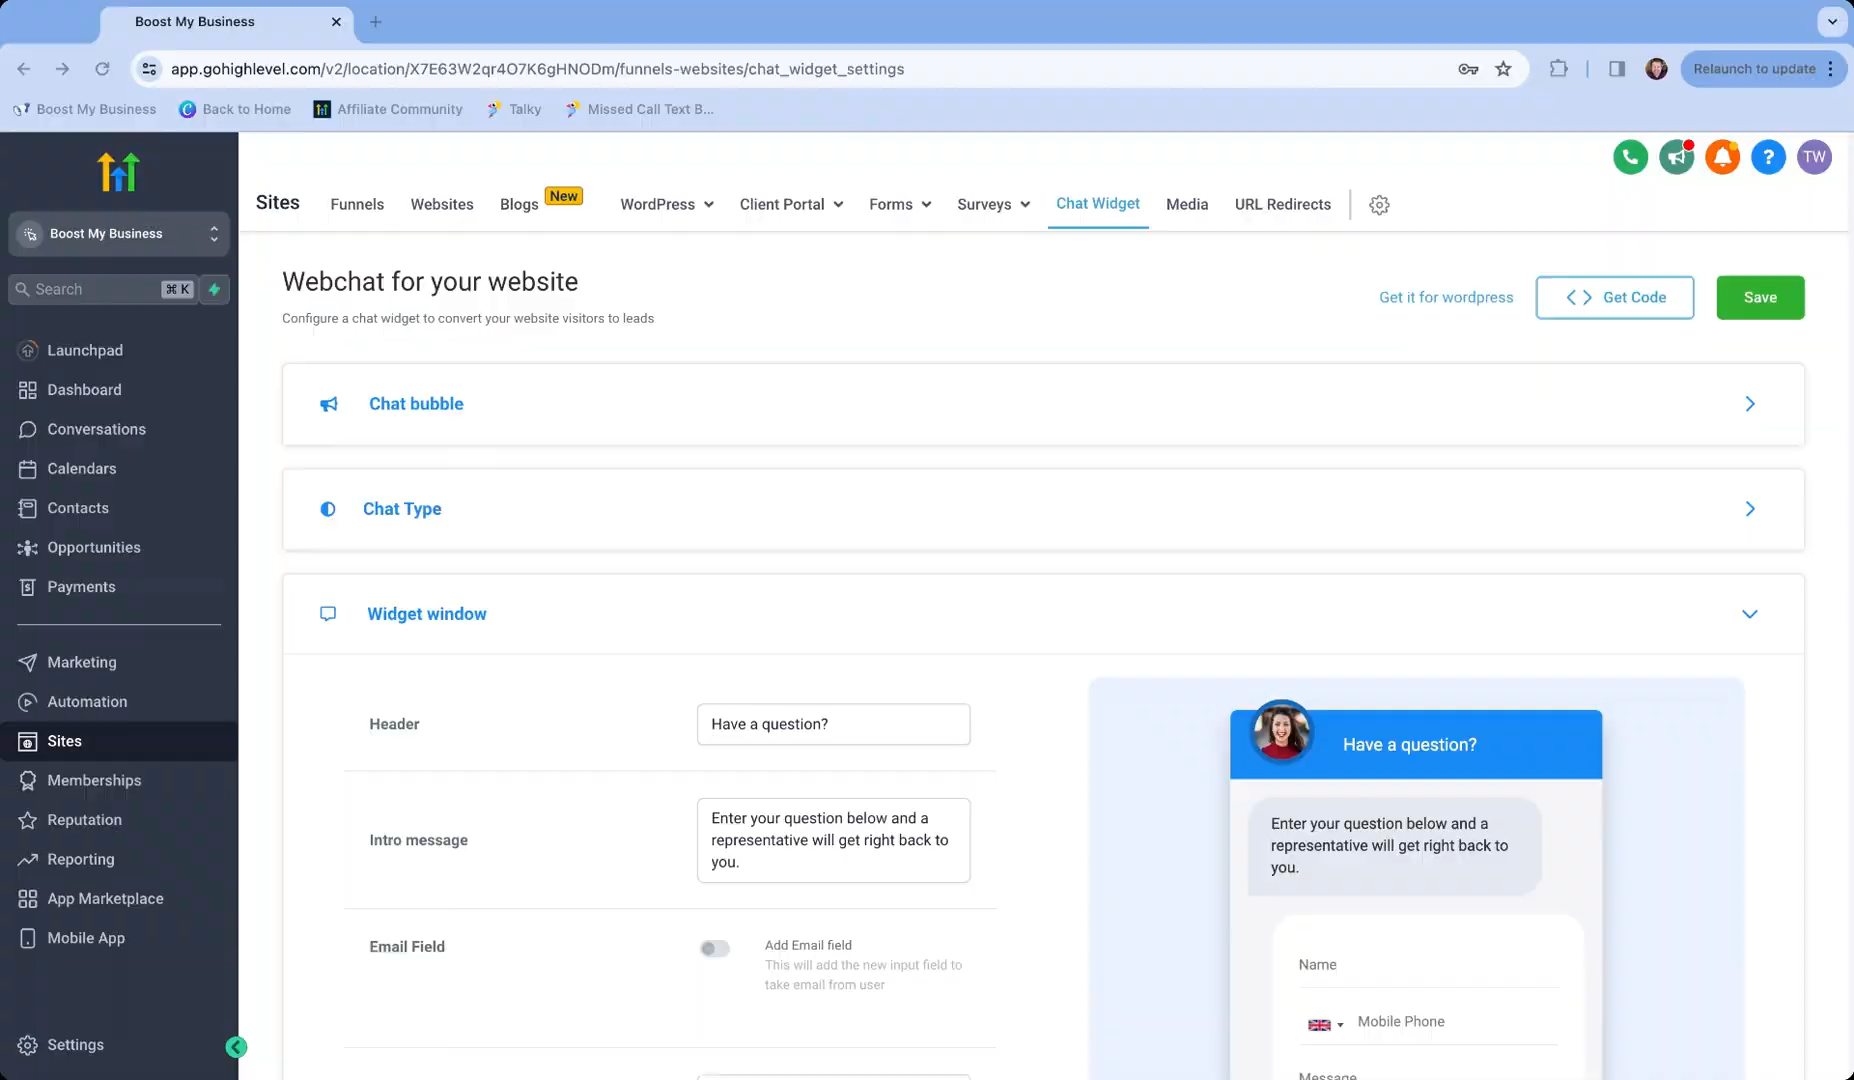 Boost My Business
app.gohighlevel.com/v2/location/X7E63W2qr4O7K6gHNODm/funnels-websites/chat_widget_settings
Relaunch to update
Boost My Business
Back to Home
Affiliate Community
Talky
Missed Call Text B...
TW
Boost My Business
Search
⌘ K
Launchpad
Dashboard
Conversations
Calendars
Contacts
Opportunities
Payments
Marketing
Automation
Sites
Memberships
Reputation
Reporting
App Marketplace
Mobile App
Settings
Sites
Funnels
Websites
Blogs
New
WordPress
Client Portal
Forms
Surveys
Chat Widget
Media
URL Redirects
Webchat for your website
Configure a chat widget to convert your website visitors to leads
Get it for wordpress
Get Code
Save
Chat bubble
Chat Type
Widget window
Header
Have a question?
Intro message
Enter your question below and a
representative will get right back to
you.
Email Field
Add Email field
This will add the new input field to
take email from user
Have a question?
Enter your question below and a
representative will get right back to
you.
Name
Mobile Phone
Message